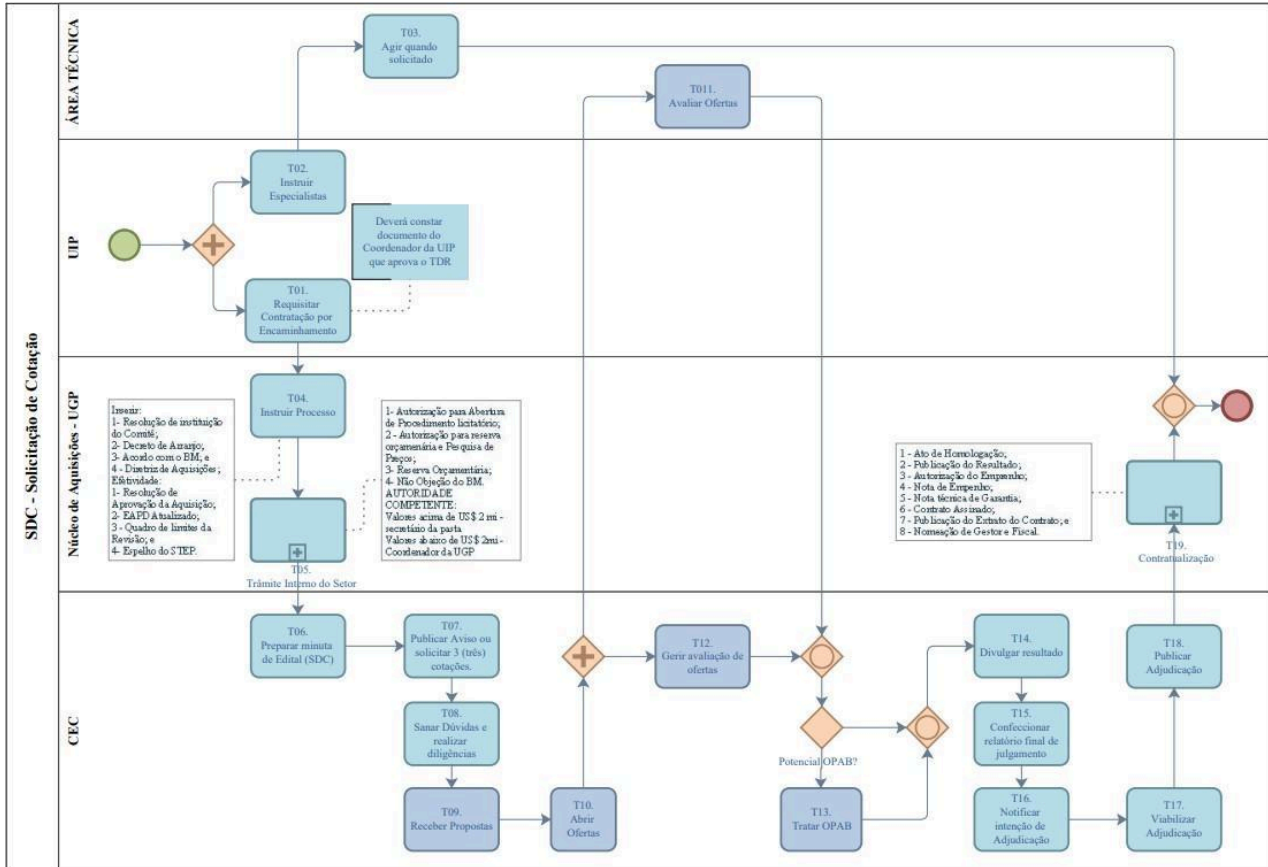 SDC - Solicitação de Cotação
ÁREA TÉCNICA
T03.
Agir quando
solicitado
T011.
Avaliar Ofertas
UIP
T02.
Instruir
Especialistas
Deverá constar
documento do
Coordenador da UIP
que aprova o TDR
T01.
Requisitar
Contratação por
Encaminhamento
Núcleo de Aquisições - UGP
T04.
Instruir Processo
Inserir:
1- Resolução de instituição
do Comitê;
2- Decreto de Arranjo;
3- Acordo com o BM; e
4 - Diretriz de Aquisições;
Efetividade:
1- Resolução de
Aprovação da Aquisição;
2- EAPD Atualizado;
3 - Quadro de limites da
Revisão; e
4- Espelho do STEP.
1- Autorização para Abertura
de Procedimento licitatório;
2 - Autorização para reserva
orçamenária e Pesquisa de
Preços;
3- Reserva Orçamentária;
4- Não Objeção do BM.
AUTORIDADE
COMPETENTE:
Valores acima de US$ 2 mi -
secretário da pasta
Valores abaixo de US$ 2mi -
Coordenador da UGP
T05.
Trâmite Interno do Setor
1 - Ato de Homologação;
2 - Publicação do Resultado;
3 - Autorização do Empenho;
4 - Nota de Empenho;
5 - Nota técnica de Garantia;
6 - Contrato Assinado;
7 - Publicação do Extrato do Contrato; e
8 - Nomeação de Gestor e Fiscal.
T19.
Contratualização
CEC
T06.
Preparar minuta
de Edital (SDC)
T07.
Publicar Aviso ou
solicitar 3 (três)
cotações.
T08.
Sanar Dúvidas e
realizar
diligências
T09.
Receber Propostas
T10.
Abrir
Ofertas
T12.
Gerir avaliação de
ofertas
Potencial OPAB?
T13.
Tratar OPAB
T14.
Divulgar resultado
T15.
Confeccionar
relatório final de
julgamento
T16.
Notificar
intenção de
Adjudicação
T17.
Viabilizar
Adjudicação
T18.
Publicar
Adjudicação